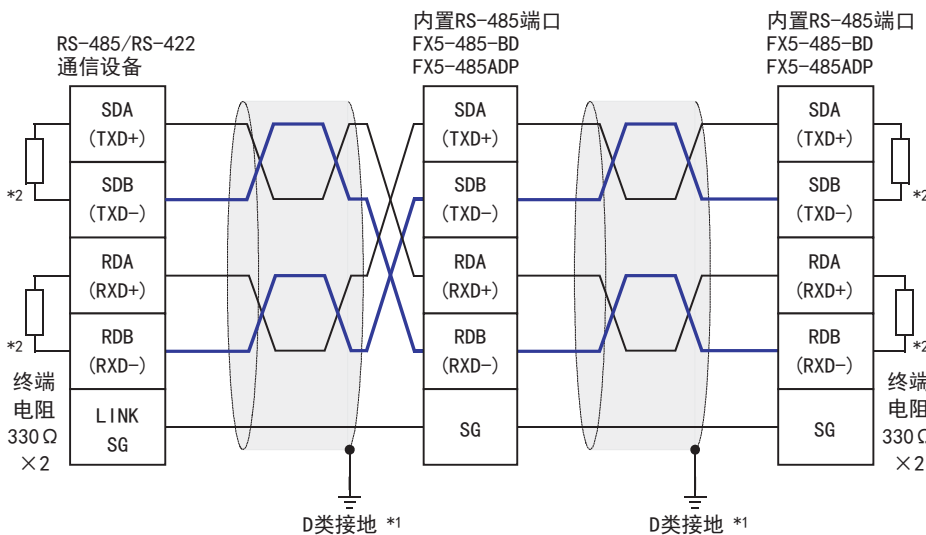 RS-485/RS-422
通信设备
内置RS-485端口
FX5-485-BD
FX5-485ADP
内置RS-485端口
FX5-485-BD
FX5-485ADP
SDA
(TXD+)
SDB
(TXD-)
RDA
(RXD+)
RDB
(RXD-)
LINK
SG
*2
*2
终端
电阻
330Ω
×2
SDA
(TXD+)
SDB
(TXD-)
RDA
(RXD+)
RDB
(RXD-)
SG
SDA
(TXD+)
SDB
(TXD-)
RDA
(RXD+)
RDB
(RXD-)
SG
*2
*2
终端
电阻
330Ω
×2
D类接地 *1
D类接地 *1